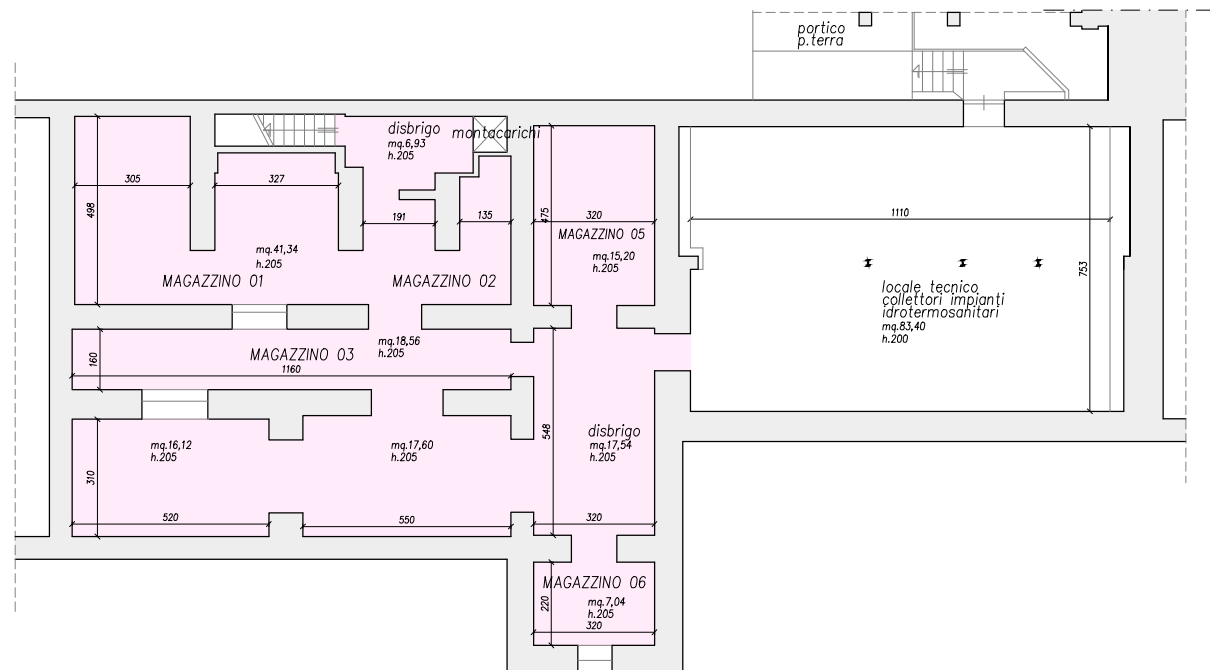 portico
p.terra
disbrigo
mq.6,93
h.205
montacarichi
305
327
498
191
135
475
320
1110
753
mq.41,34
h.205
MAGAZZINO 01
MAGAZZINO 02
MAGAZZINO 05
mq.15,20
h.205
locale tecnico
collettori impianti
idrotermosanitari
mq.83,40
h.200
160
MAGAZZINO 03
mq.18,56
h.205
1160
310
mq.16,12
h.205
mq.17,60
h.205
548
disbrigo
mq.17,54
h.205
520
550
320
MAGAZZINO 06
220
mq.7,04
h.205
320